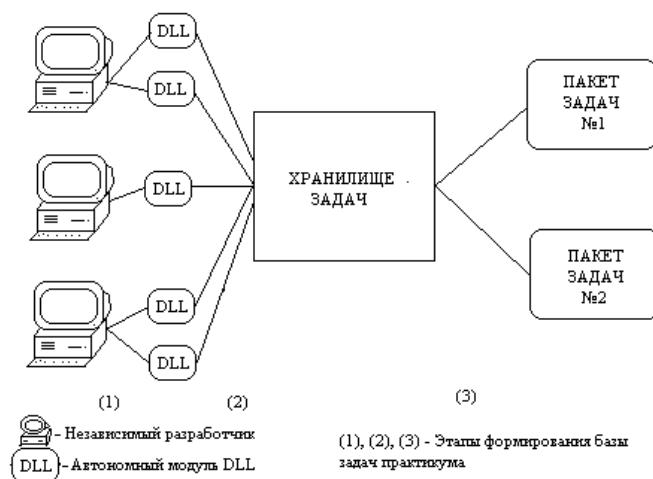 DLL
DLL
DLL
DLL
DLL
ХРАНИЛИЩЕ
ЗАДАЧ
ПАКЕТ
ЗАДАЧ
№1
ПАКЕТ
ЗАДАЧ
№2
(1)
(2)
(3)
- Независимый разработчик
DLL - Автономный модуль DLL
(1), (2), (3) - Этапы формирования базы
задач практикума